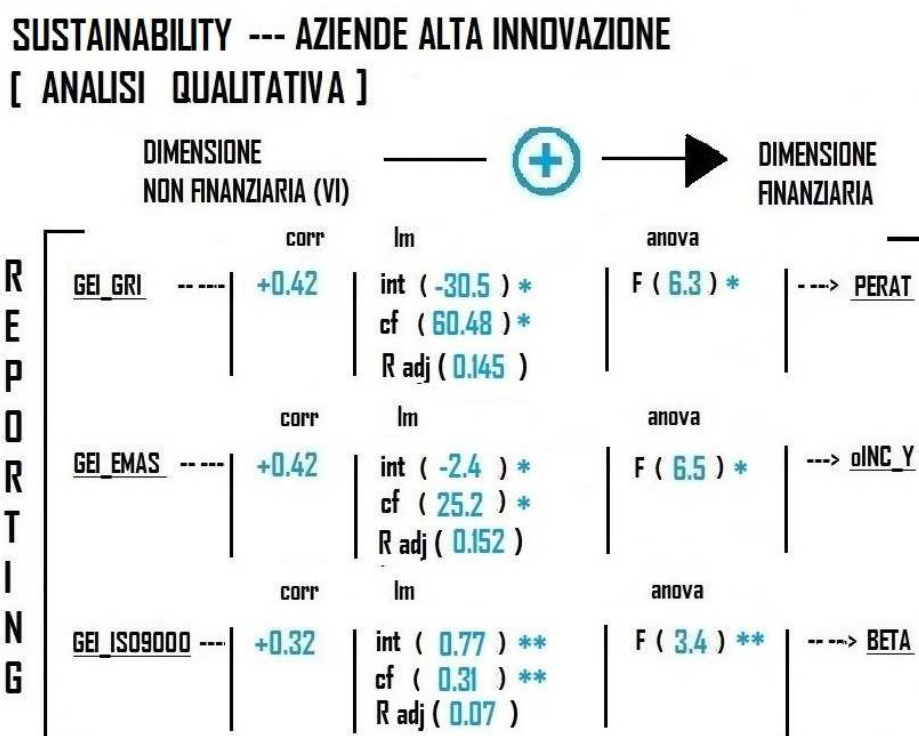 SUSTAINABILITY --- AZIENDE ALTA INNOVAZIONE
[ ANALISI QUALITATIVA ]
DIMENSIONE
NON FINANZIARIA (VI)
DIMENSIONE
FINANZIARIA
REPORTING
corr lm anova
GEI_GRI -- ---- +0.42 int ( -30.5 ) * F ( 6.3 ) * - ---> PERAT
cf ( 60.48 ) *
R adj ( 0.145 )
corr lm anova
GEI_EMAS -- ---- +0.42 int ( -2.4 ) * F ( 6.5 ) * ---> oINC_Y
cf ( 25.2 ) *
R adj ( 0.152 )
corr lm anova
GEI_ISO9000 ---- +0.32 int ( 0.77 ) ** F ( 3.4 ) ** -- ---> BETA
cf ( 0.31 ) **
R adj ( 0.07 )